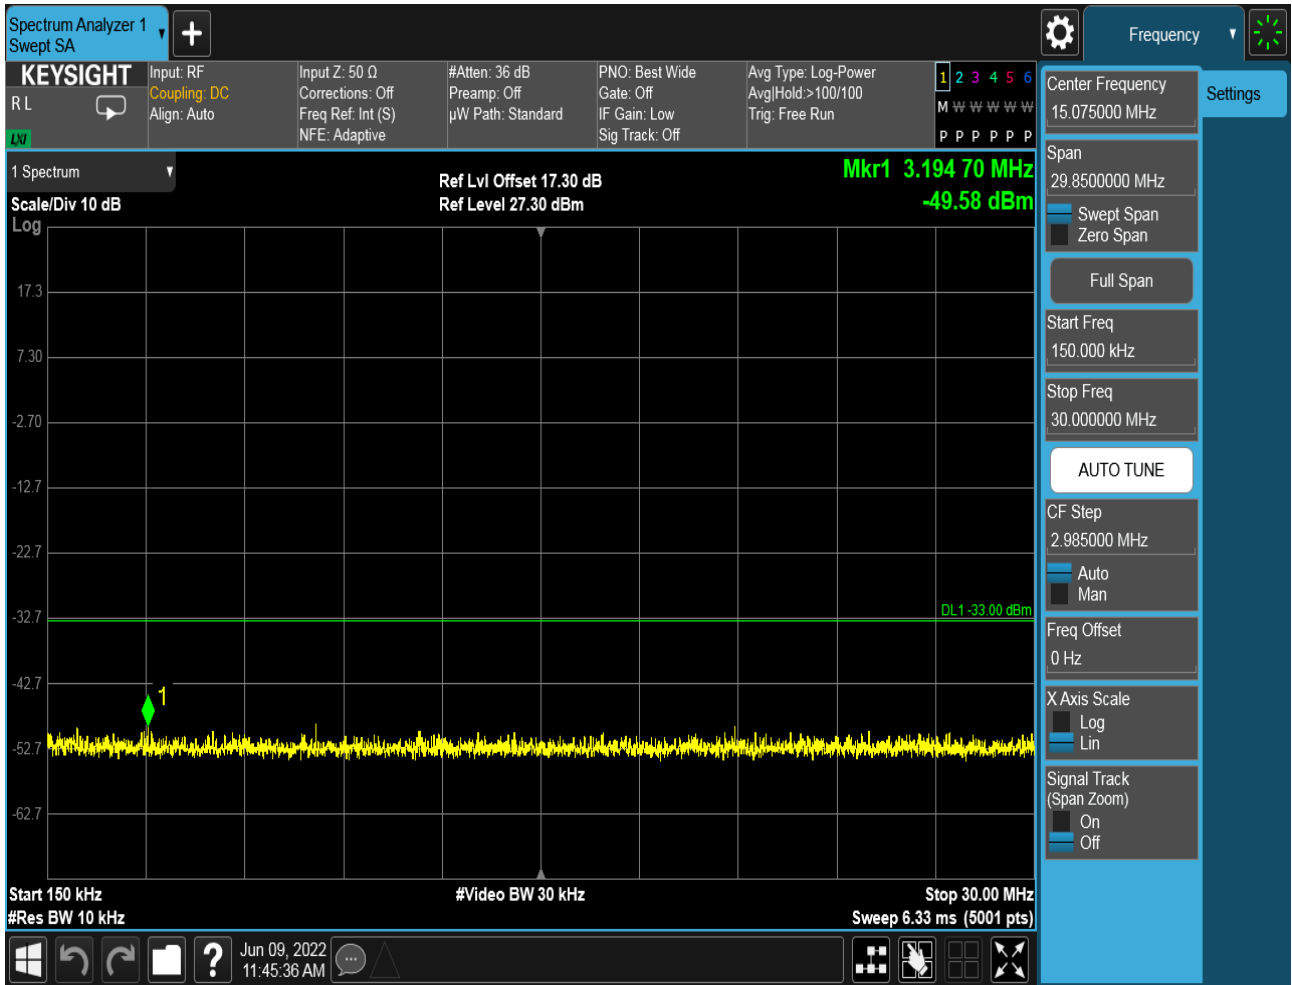 Spectrum Analyzer 1
Swept SA
Frequency
KEYSIGHT
R L
LXI
Input: RF
Coupling: DC
Align: Auto
Input Z: 50 Ω
Corrections: Off
Freq Ref: Int (S)
NFE: Adaptive
#Atten: 36 dB
Preamp: Off
µW Path: Standard
PNO: Best Wide
Gate: Off
IF Gain: Low
Sig Track: Off
Avg Type: Log-Power
Avg|Hold:>100/100
Trig: Free Run
1 2 3 4 5 6
M W W W W W
P P P P P P
1 Spectrum
Scale/Div 10 dB
Log
Ref Lvl Offset 17.30 dB
Ref Level 27.30 dBm
Mkr1 3.194 70 MHz
-49.58 dBm
17.3
7.30
-2.70
-12.7
-22.7
-32.7
-42.7
-52.7
-62.7
DL1 -33.00 dBm
1
Start 150 kHz
#Res BW 10 kHz
#Video BW 30 kHz
Stop 30.00 MHz
Sweep 6.33 ms (5001 pts)
Jun 09, 2022
11:45:36 AM
Center Frequency
15.075000 MHz
Settings
Span
29.8500000 MHz
Swept Span
Zero Span
Full Span
Start Freq
150.000 kHz
Stop Freq
30.000000 MHz
AUTO TUNE
CF Step
2.985000 MHz
Auto
Man
Freq Offset
0 Hz
X Axis Scale
Log
Lin
Signal Track
(Span Zoom)
On
Off